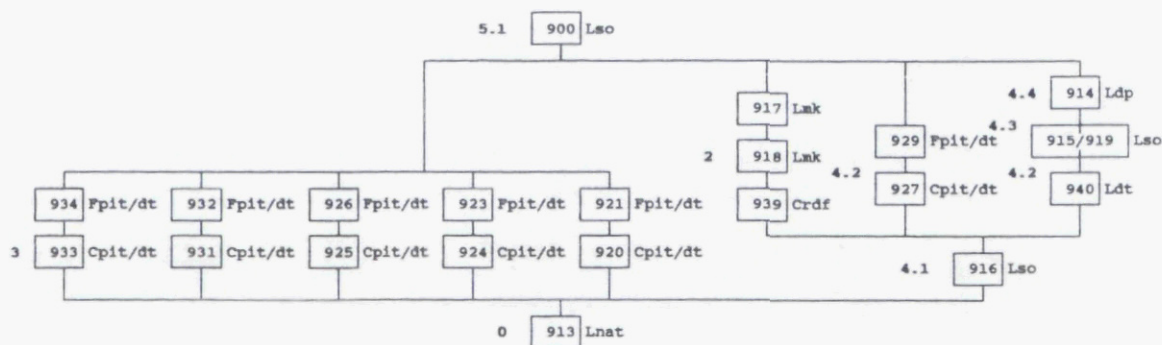 5.1 900 Lso
4.4 914 Ldp
917 Lmk
4.3 915/919 Lso
929 Fpit/dt
2 918 Lmk
4.2 927 Cpit/dt
4.2 940 Ldt
934 Fpit/dt 932 Fpit/dt 926 Fpit/dt 923 Fpit/dt 921 Fpit/dt 939 Crdf
3 933 Cpit/dt 931 Cpit/dt 925 Cpit/dt 924 Cpit/dt 920 Cpit/dt
4.1 916 Lso
0 913 Lnat